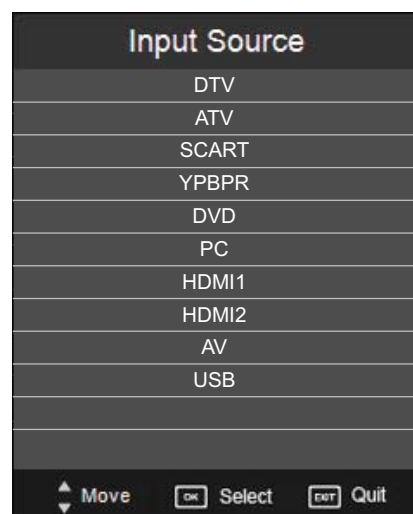 Input Source
DTV
ATV
SCART
YPBPR
DVD
PC
HDMI1
HDMI2
AV
USB
Move OK Select EXIT Quit